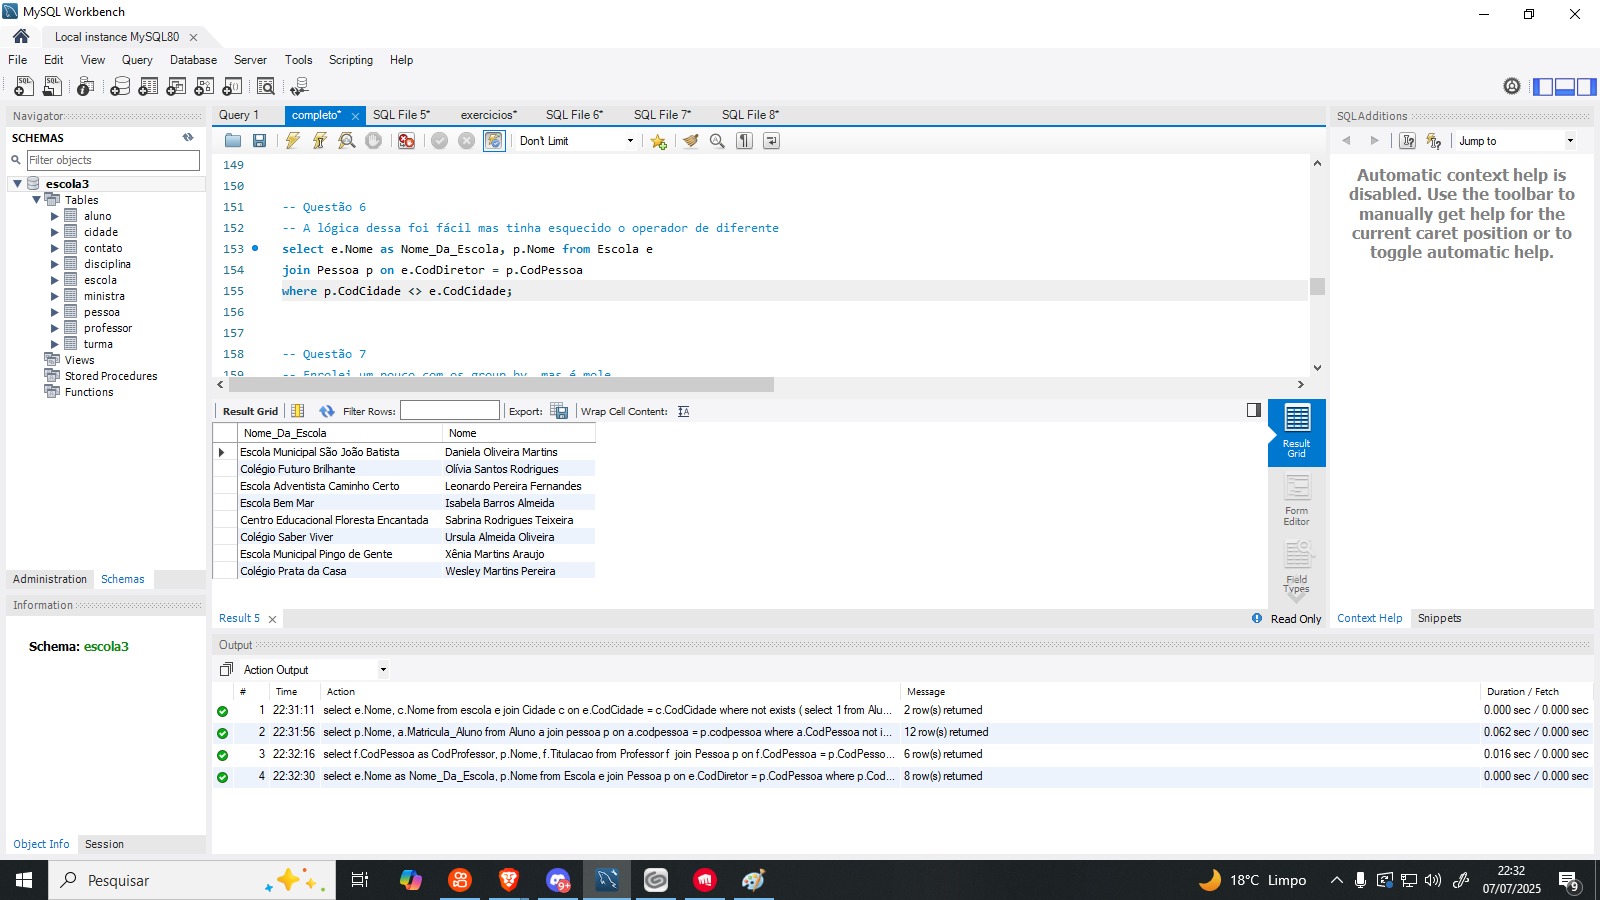 MySQL Workbench
Local instance MySQL80
File Edit View Query Database Server Tools Scripting Help
Navigator
SCHEMAS
Filter objects
escola3
Tables
aluno
cidade
contato
disciplina
escola
ministra
pessoa
professor
turma
Views
Stored Procedures
Functions
Administration Schemas
Information
Schema: escola3
Object Info Session
Query 1 completo* SQL File 5* exercicios* SQL File 6* SQL File 7* SQL File 8*
Don't Limit
149
150
151 -- Questão 6
152 -- A lógica dessa foi fácil mas tinha esquecido o operador de diferente
153 select e.Nome as Nome_Da_Escola, p.Nome from Escola e
154 join Pessoa p on e.CodDiretor = p.CodPessoa
155 where p.CodCidade <> e.CodCidade;
156
157
158 -- Questão 7
159 -- Enrolei um pouco com os group by, mas é mole
Result Grid Filter Rows: Export: Wrap Cell Content:
Nome_Da_Escola Nome
Escola Municipal São João Batista Daniela Oliveira Martins
Colégio Futuro Brilhante Olívia Santos Rodrigues
Escola Adventista Caminho Certo Leonardo Pereira Fernandes
Escola Bem Mar Isabela Barros Almeida
Centro Educacional Floresta Encantada Sabrina Rodrigues Teixeira
Colégio Saber Viver Ursula Almeida Oliveira
Escola Municipal Pingo de Gente Xênia Martins Araujo
Colégio Prata da Casa Wesley Martins Pereira
Result Grid
Form Editor
Field Types
Result 5
Read Only
Output
Action Output
# Time Action Message Duration / Fetch
1 22:31:11 select e.Nome, c.Nome from escola e join Cidade c on e.CodCidade = c.CodCidade where not exists ( select 1 from Alu... 2 row(s) returned 0.000 sec / 0.000 sec
2 22:31:56 select p.Nome, a.Matricula_Aluno from Aluno a join pessoa p on a.codpessoa = p.codpessoa where a.CodPessoa not i... 12 row(s) returned 0.062 sec / 0.000 sec
3 22:32:16 select f.CodPessoa as CodProfessor, p.Nome, f.Titulacao from Professor f join Pessoa p on f.CodPessoa = p.CodPesso... 6 row(s) returned 0.016 sec / 0.000 sec
4 22:32:30 select e.Nome as Nome_Da_Escola, p.Nome from Escola e join Pessoa p on e.CodDiretor = p.CodPessoa where p.Cod... 8 row(s) returned 0.000 sec / 0.000 sec
SQLAdditions
Jump to
Automatic context help is
disabled. Use the toolbar to
manually get help for the
current caret position or to
toggle automatic help.
Context Help Snippets
Pesquisar
9+
18°C Limpo
22:32
07/07/2025
9